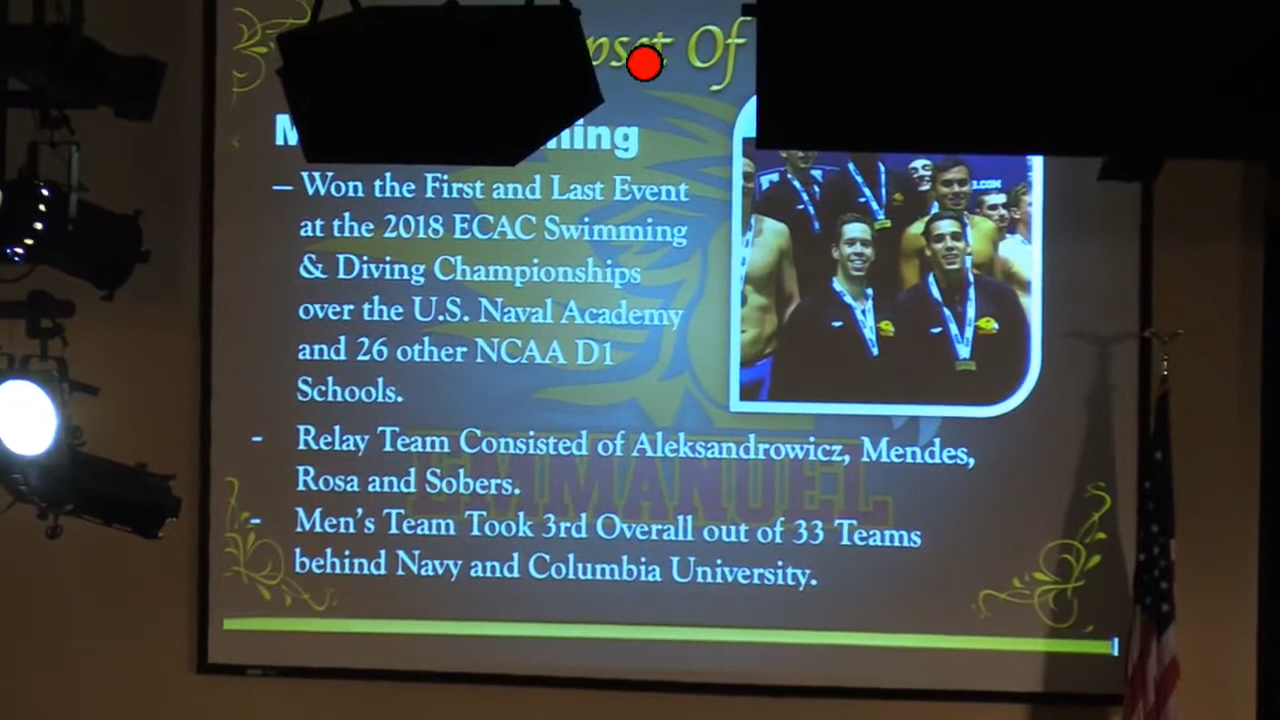 Of
– Won the First and Last Event
at the 2018 ECAC Swimming
& Diving Championships
over the U.S. Naval Academy
and 26 other NCAA D1
Schools.
- Relay Team Consisted of Aleksandrowicz, Mendes,
Rosa and Sobers.
- Men's Team Took 3rd Overall out of 33 Teams
behind Navy and Columbia University.
EMMANUEL